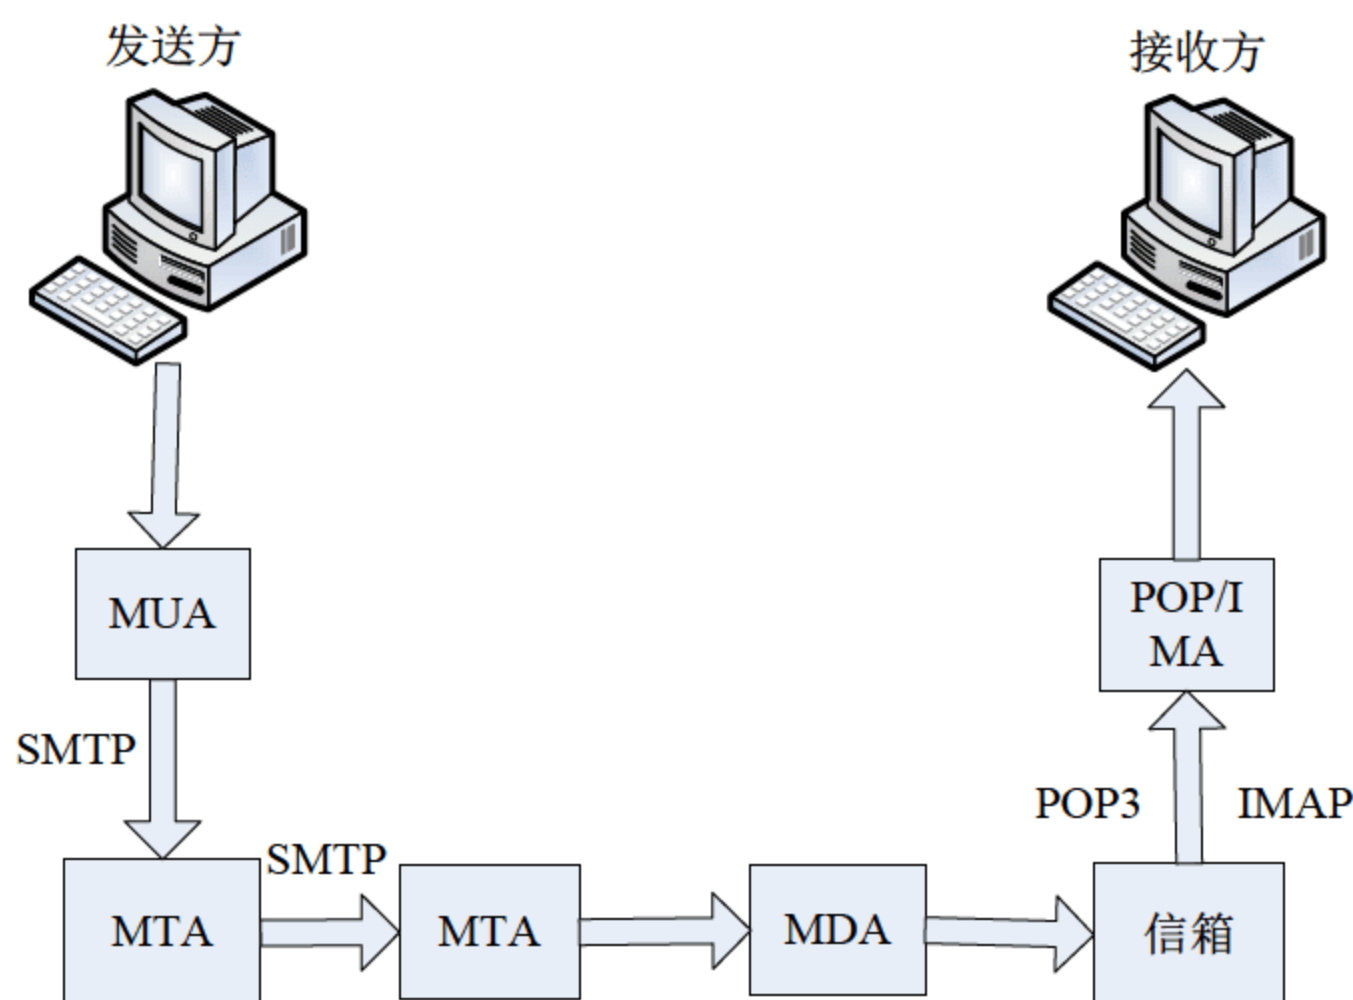 发送方
接收方
MUA
POP/I
MA
SMTP
POP3
IMAP
SMTP
MTA
MTA
MDA
信箱